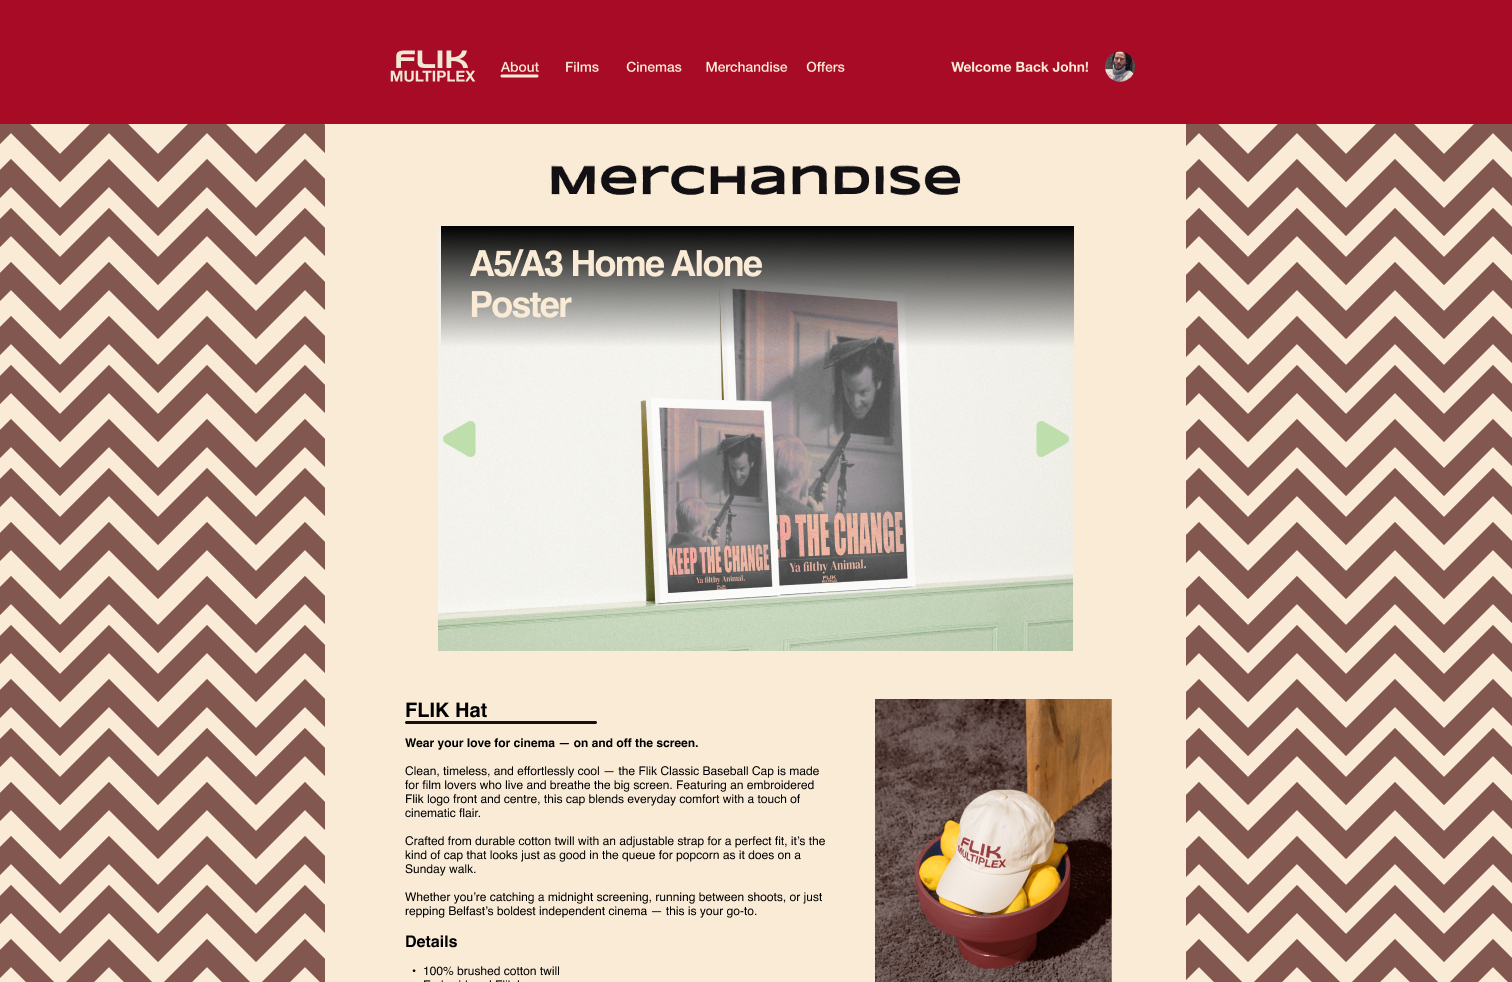 FLIK
MULTIPLEX
About
Films
Cinemas
Merchandise
Offers
Welcome Back John!
Merchandise
A5/A3 Home Alone
Poster
KEEP THE CHANGE
Ya filthy Animal.
EP THE CHANGE
Ya filthy Animal.
FLIK
FLIK Hat
Wear your love for cinema — on and off the screen.
Clean, timeless, and effortlessly cool — the Flik Classic Baseball Cap is made
for film lovers who live and breathe the big screen. Featuring an embroidered
Flik logo front and centre, this cap blends everyday comfort with a touch of
cinematic flair.
Crafted from durable cotton twill with an adjustable strap for a perfect fit, it’s the
kind of cap that looks just as good in the queue for popcorn as it does on a
Sunday walk.
Whether you’re catching a midnight screening, running between shoots, or just
repping Belfast’s boldest independent cinema — this is your go-to.
Details
• 100% brushed cotton twill
FLIK
MULTIPLEX